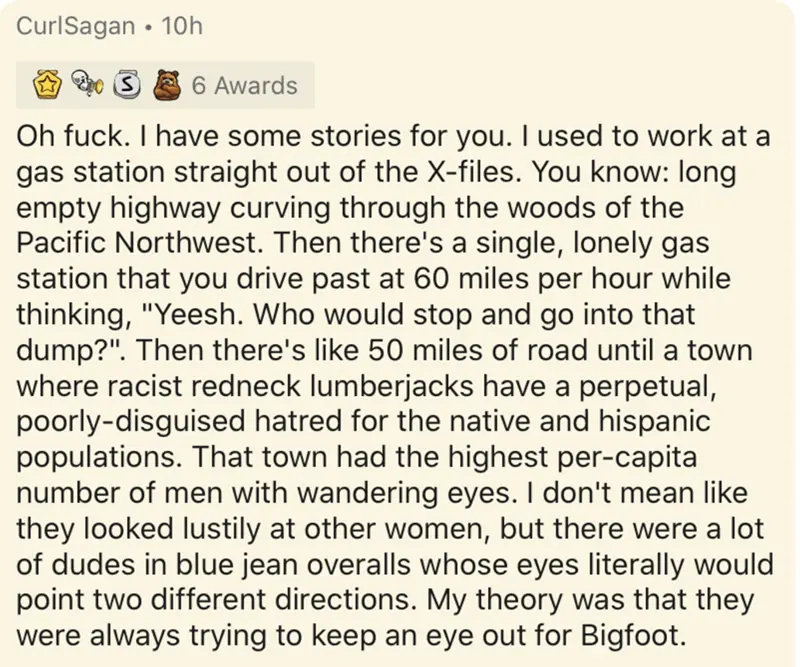 CurlSagan • 10h
6 Awards
Oh fuck. I have some stories for you. I used to work at a
gas station straight out of the X-files. You know: long
empty highway curving through the woods of the
Pacific Northwest. Then there's a single, lonely gas
station that you drive past at 60 miles per hour while
thinking, "Yeesh. Who would stop and go into that
dump?". Then there's like 50 miles of road until a town
where racist redneck lumberjacks have a perpetual,
poorly-disguised hatred for the native and hispanic
populations. That town had the highest per-capita
number of men with wandering eyes. I don't mean like
they looked lustily at other women, but there were a lot
of dudes in blue jean overalls whose eyes literally would
point two different directions. My theory was that they
were always trying to keep an eye out for Bigfoot.